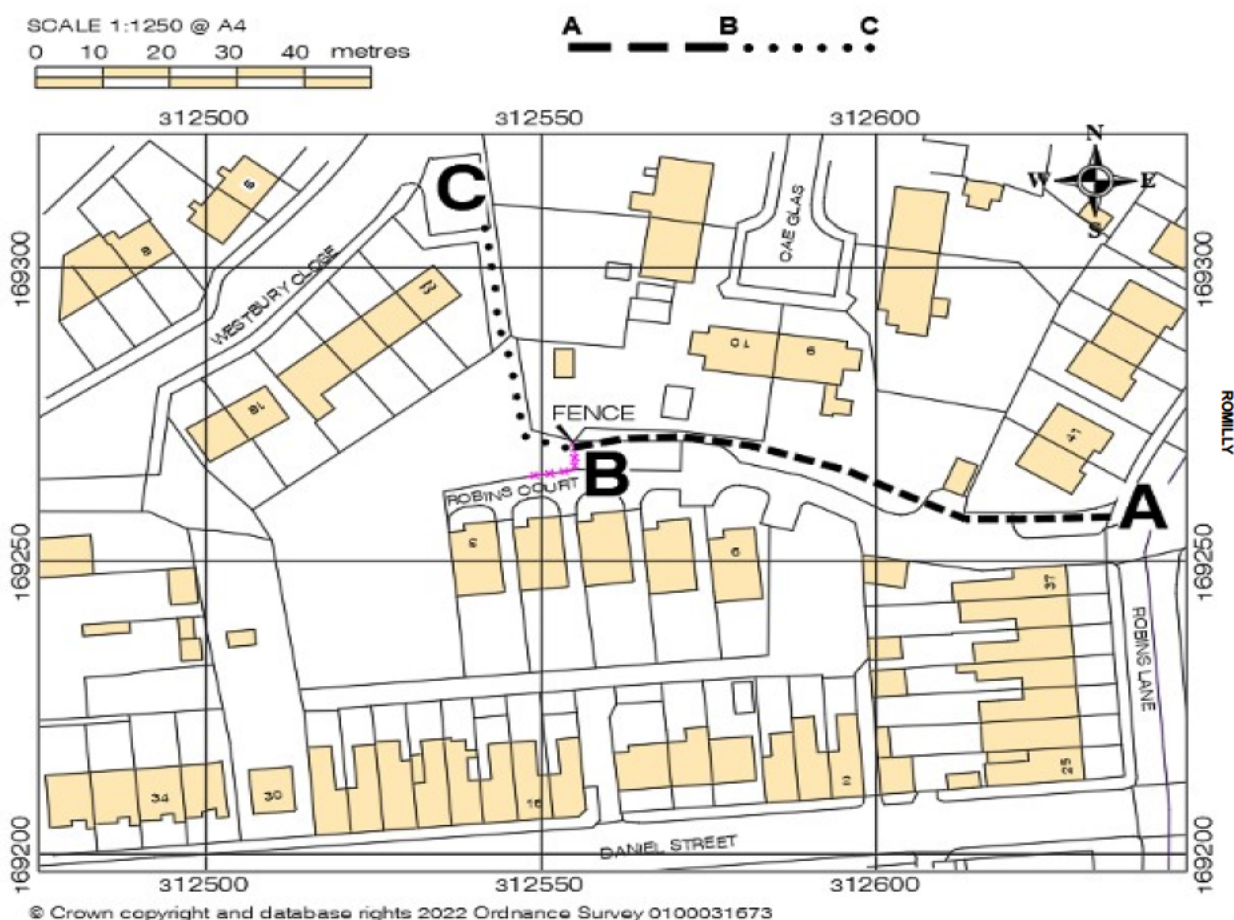 SCALE 1:1250 @ A4
0 10 20 30 40 metres
A B C
312500 312550 312600
N
W E
S
C
5
8
CAE GLAS
169300 169300
WESTBURY CLOSE
10 9
ROMILLY
41
18
FENCE
B
A
ROBINS COURT
169250 169250
37
ROBINS LANE
34
30
16
2
25
DANIEL STREET
169200 169200
312500 312550 312600
© Crown copyright and database rights 2022 Ordnance Survey 0100031673